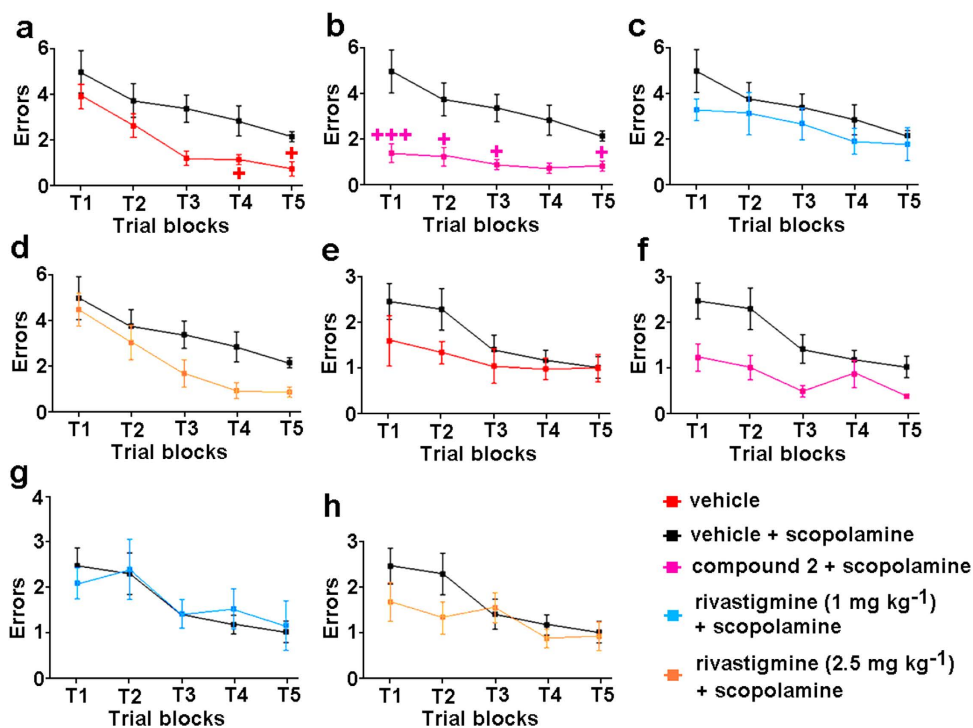 a
6
4
2
0
Errors
T1 T2 T3 T4 T5
Trial blocks
b
6
4
2
0
Errors
+++ + + +
T1 T2 T3 T4 T5
Trial blocks
c
6
4
2
0
Errors
T1 T2 T3 T4 T5
Trial blocks
d
6
4
2
0
Errors
T1 T2 T3 T4 T5
Trial blocks
e
3
2
1
0
Errors
T1 T2 T3 T4 T5
Trial blocks
f
3
2
1
0
Errors
T1 T2 T3 T4 T5
Trial blocks
g
4
3
2
1
0
Errors
T1 T2 T3 T4 T5
Trial blocks
h
4
3
2
1
0
Errors
T1 T2 T3 T4 T5
Trial blocks
vehicle
vehicle + scopolamine
compound 2 + scopolamine
rivastigmine (1 mg kg⁻¹)
+ scopolamine
rivastigmine (2.5 mg kg⁻¹)
+ scopolamine